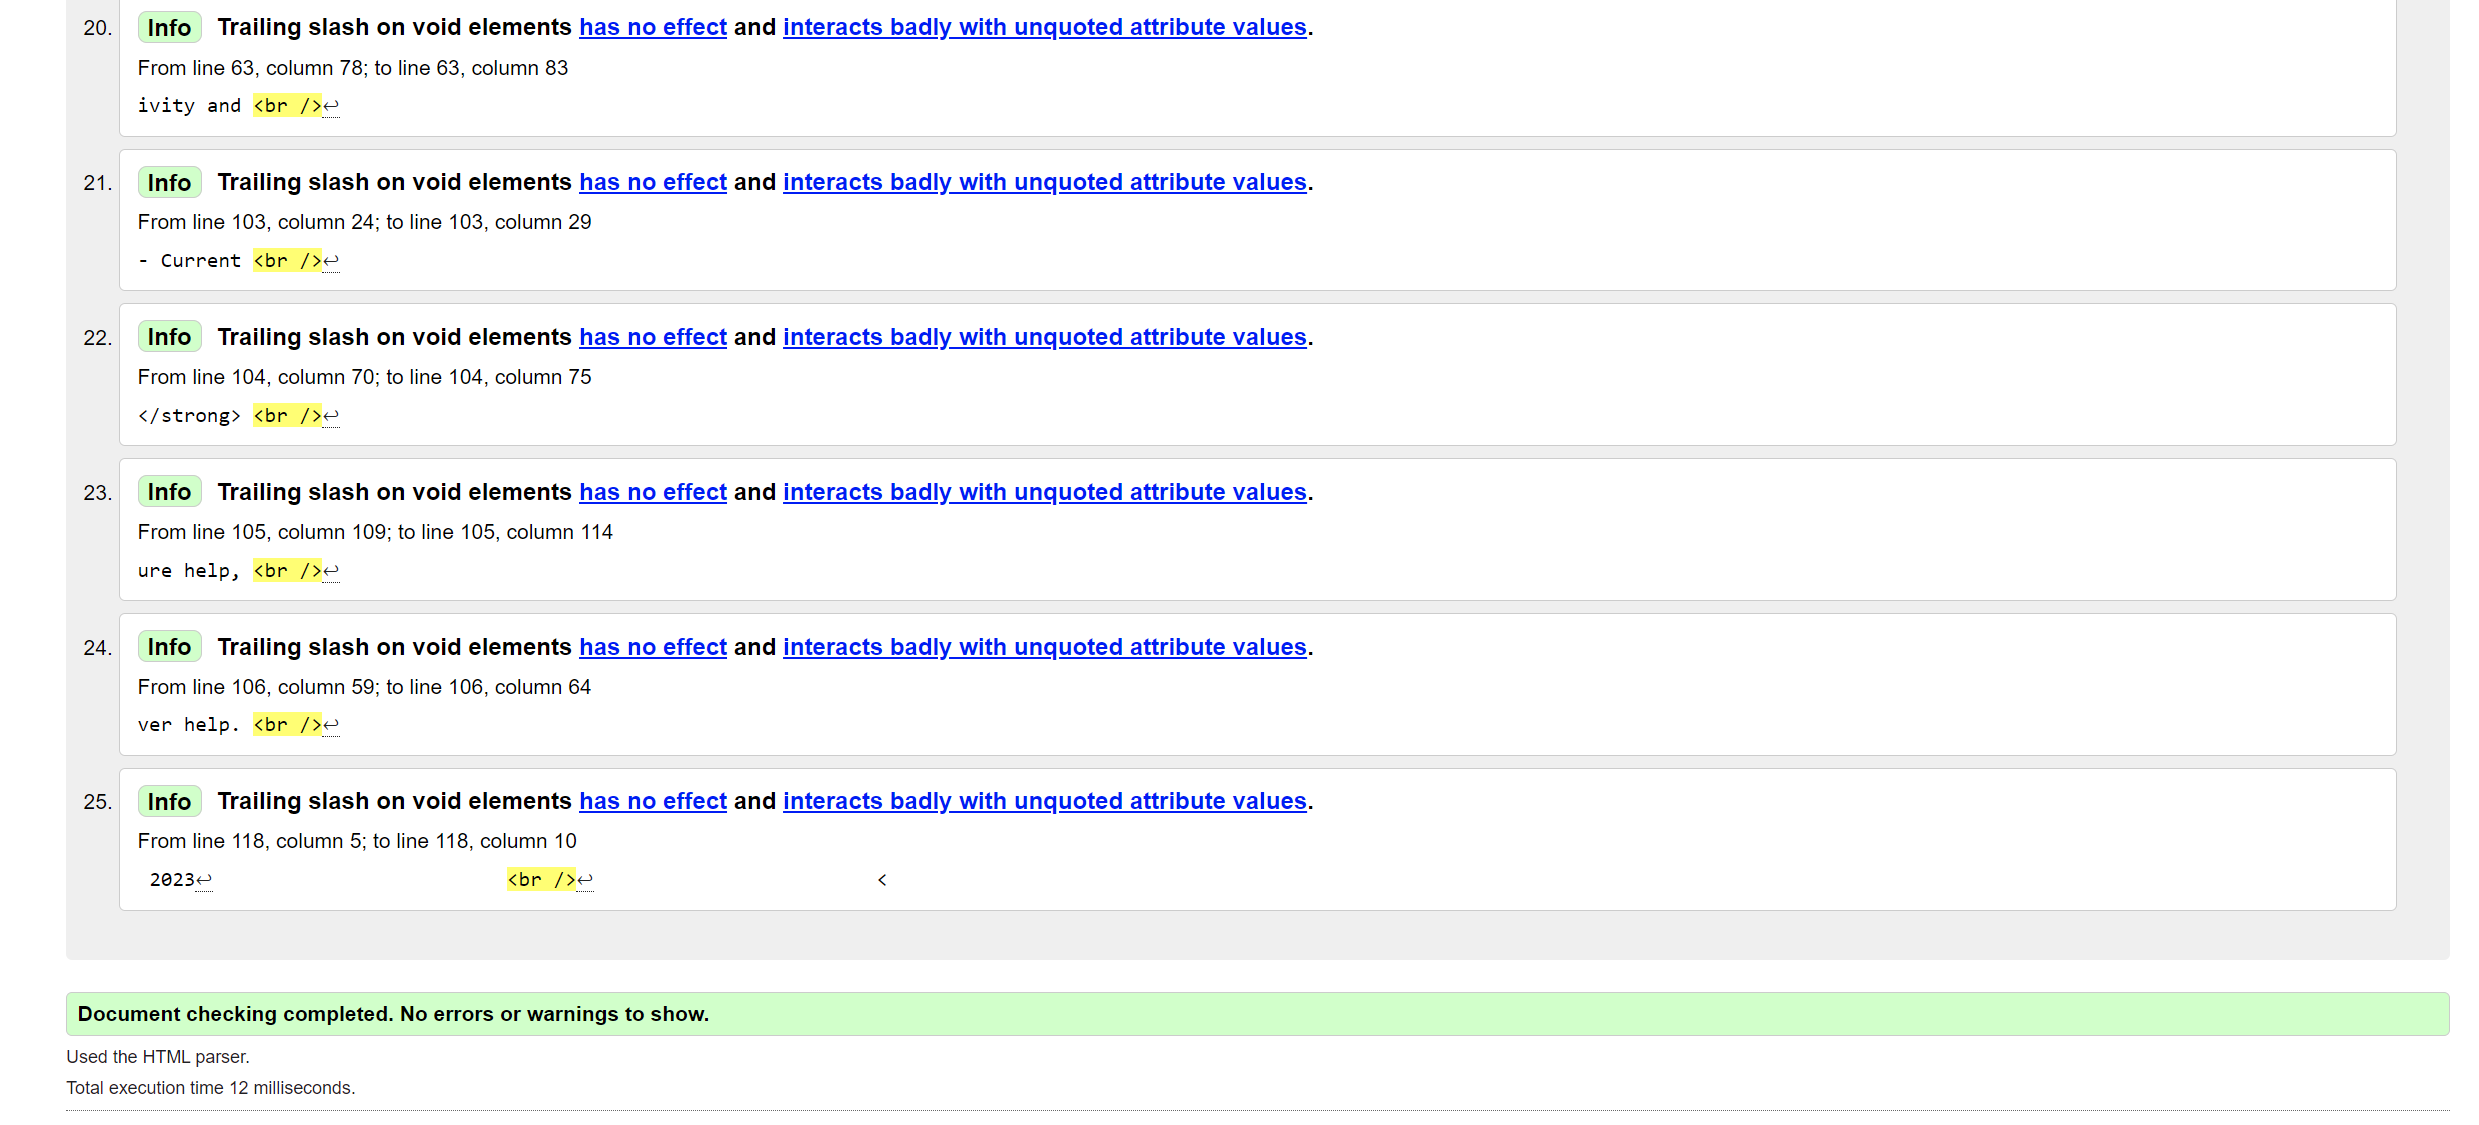 20. Info Trailing slash on void elements has no effect and interacts badly with unquoted attribute values.
From line 63, column 78; to line 63, column 83
ivity and <br />↩
21. Info Trailing slash on void elements has no effect and interacts badly with unquoted attribute values.
From line 103, column 24; to line 103, column 29
- Current <br />↩
22. Info Trailing slash on void elements has no effect and interacts badly with unquoted attribute values.
From line 104, column 70; to line 104, column 75
</strong> <br />↩
23. Info Trailing slash on void elements has no effect and interacts badly with unquoted attribute values.
From line 105, column 109; to line 105, column 114
ure help, <br />↩
24. Info Trailing slash on void elements has no effect and interacts badly with unquoted attribute values.
From line 106, column 59; to line 106, column 64
ver help. <br />↩
25. Info Trailing slash on void elements has no effect and interacts badly with unquoted attribute values.
From line 118, column 5; to line 118, column 10
2023↩ <br />↩ <
Document checking completed. No errors or warnings to show.
Used the HTML parser.
Total execution time 12 milliseconds.